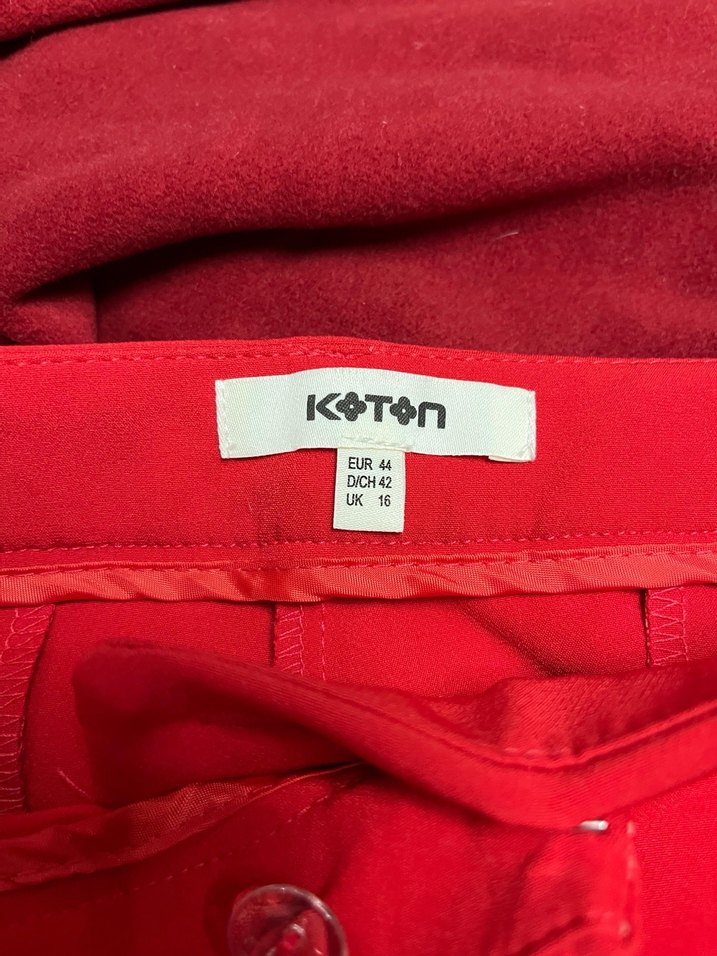 KOTON
EUR 44
D/CH 42
UK 16